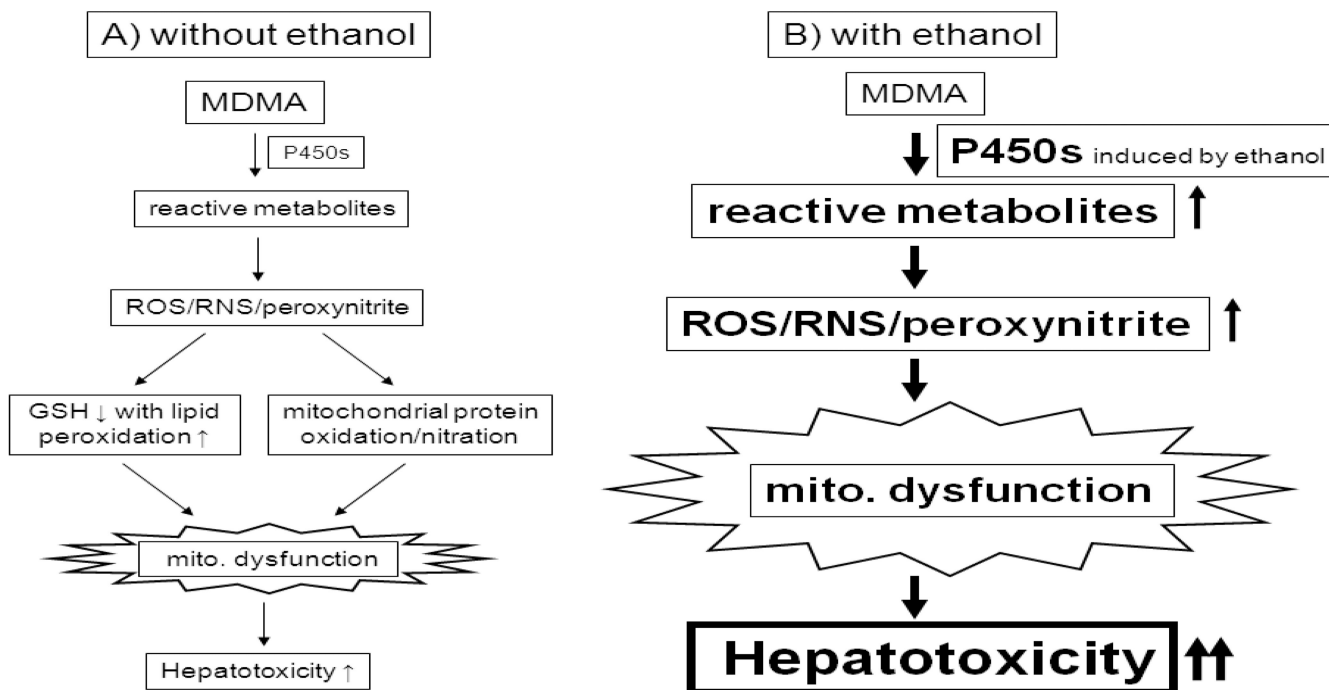 A) without ethanol
MDMA
P450s
reactive metabolites
ROS/RNS/peroxynitrite
GSH ↓ with lipid
peroxidation ↑
mitochondrial protein
oxidation/nitration
mito. dysfunction
Hepatotoxicity ↑
B) with ethanol
MDMA
P450s induced by ethanol
reactive metabolites ↑
ROS/RNS/peroxynitrite ↑
mito. dysfunction
Hepatotoxicity ↑↑